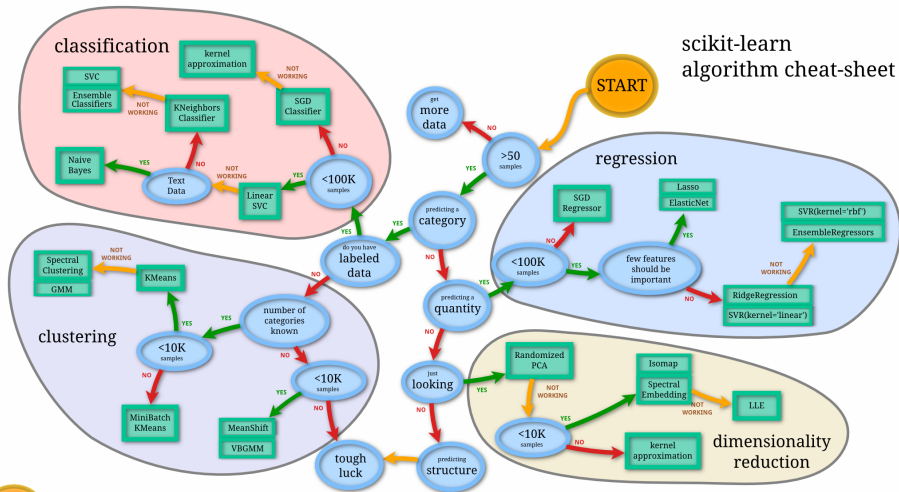 scikit-learn
algorithm cheat-sheet
START
classification
kernel
approximation
NOT
WORKING
SVC
Ensemble
Classifiers
NOT
WORKING
KNeighbors
Classifier
SGD
Classifier
NO
Naive
Bayes
YES
Text
Data
NO
NOT
WORKING
Linear
SVC
YES
<100K
samples
YES
get
more
data
NO
>50
samples
YES
predicting a
category
YES
do you have
labeled
data
NO
NO
predicting a
quantity
YES
NO
just
looking
YES
NO
predicting
structure
tough
luck
regression
SGD
Regressor
NO
<100K
samples
YES
few features
should be
important
YES
Lasso
ElasticNet
NO
RidgeRegression
SVR(kernel='linear')
NOT
WORKING
SVR(kernel='rbf')
EnsembleRegressors
clustering
Spectral
Clustering
GMM
NOT
WORKING
KMeans
YES
<10K
samples
NO
MiniBatch
KMeans
YES
number of
categories
known
NO
<10K
samples
YES
NO
MeanShift
VBGMM
dimensionality
reduction
Randomized
PCA
NOT
WORKING
<10K
samples
YES
NO
Isomap
Spectral
Embedding
NOT
WORKING
LLE
kernel
approximation